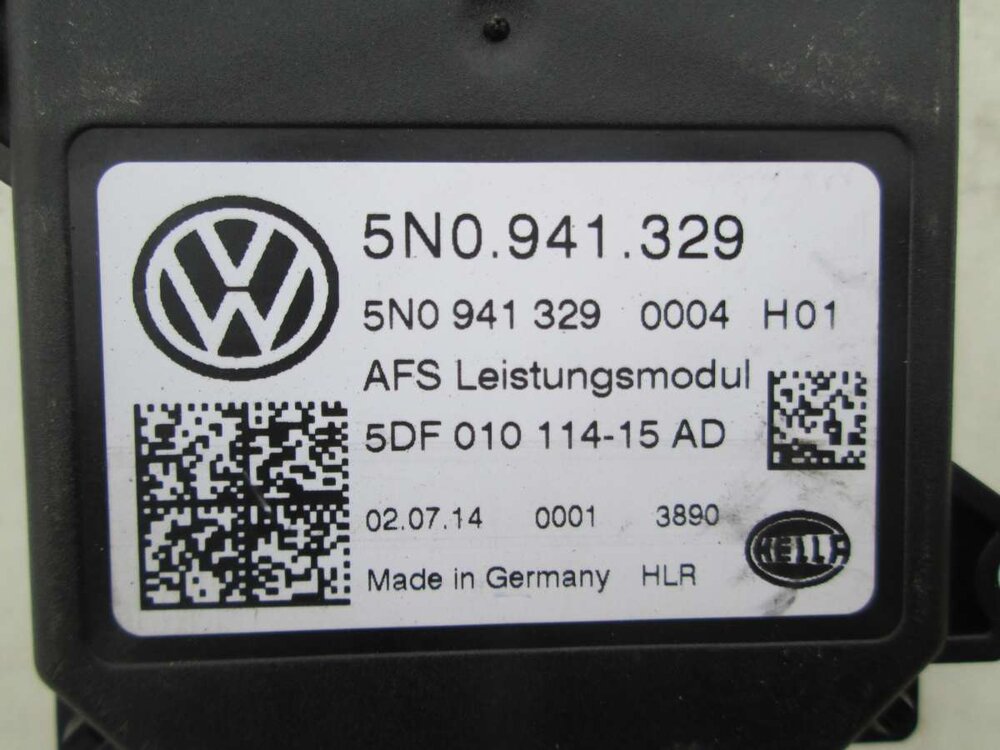 5N0.941.329
5N0 941 329 0004 H01
AFS Leistungsmodul
5DF 010 114-15 AD
02.07.14 0001 3890
HELLA
Made in Germany HLR